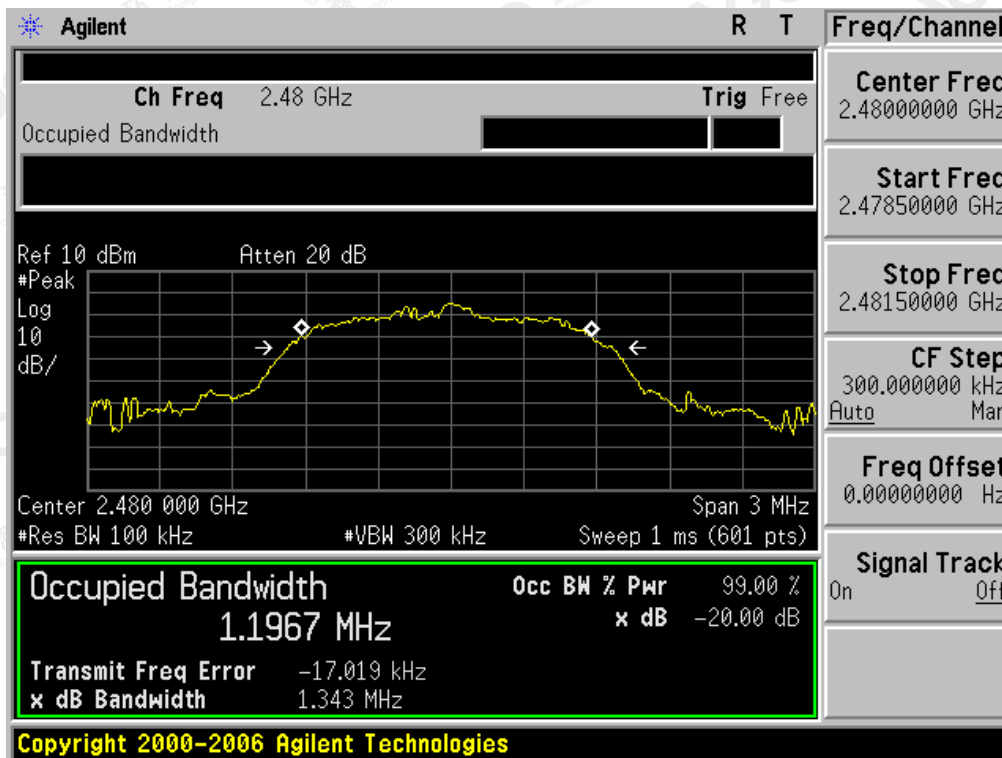 Agilent R T Freq/Channel
Ch Freq 2.48 GHz Trig Free
Occupied Bandwidth
Center Freq
2.48000000 GHz
Start Freq
2.47850000 GHz
Stop Freq
2.48150000 GHz
CF Step
300.000000 kHz
Auto Man
Freq Offset
0.00000000 Hz
Signal Track
On Off
Ref 10 dBm Atten 20 dB
#Peak
Log
10
dB/
Center 2.480 000 GHz Span 3 MHz
#Res BW 100 kHz #VBW 300 kHz Sweep 1 ms (601 pts)
Occupied Bandwidth Occ BW % Pwr 99.00 %
1.1967 MHz x dB -20.00 dB
Transmit Freq Error -17.019 kHz
x dB Bandwidth 1.343 MHz
Copyright 2000-2006 Agilent Technologies